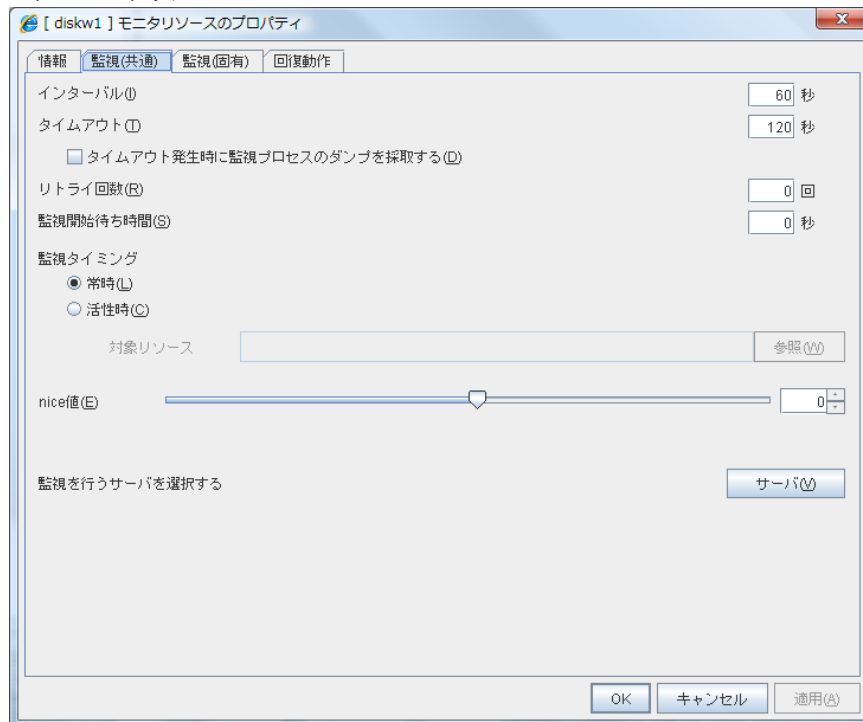 [ diskw1 ] モニタリソースのプロパティ
情報 監視(共通) 監視(固有) 回復動作
インターバル(I) 60 秒
タイムアウト(T) 120 秒
タイムアウト発生時に監視プロセスのダンプを採取する(D)
リトライ回数(R) 0 回
監視開始待ち時間(S) 0 秒
監視タイミング
常時(L)
活性時(C)
対象リソース 参照(W)
nice値(E) 0
監視を行うサーバを選択する サーバ(V)
OK キャンセル 適用(A)